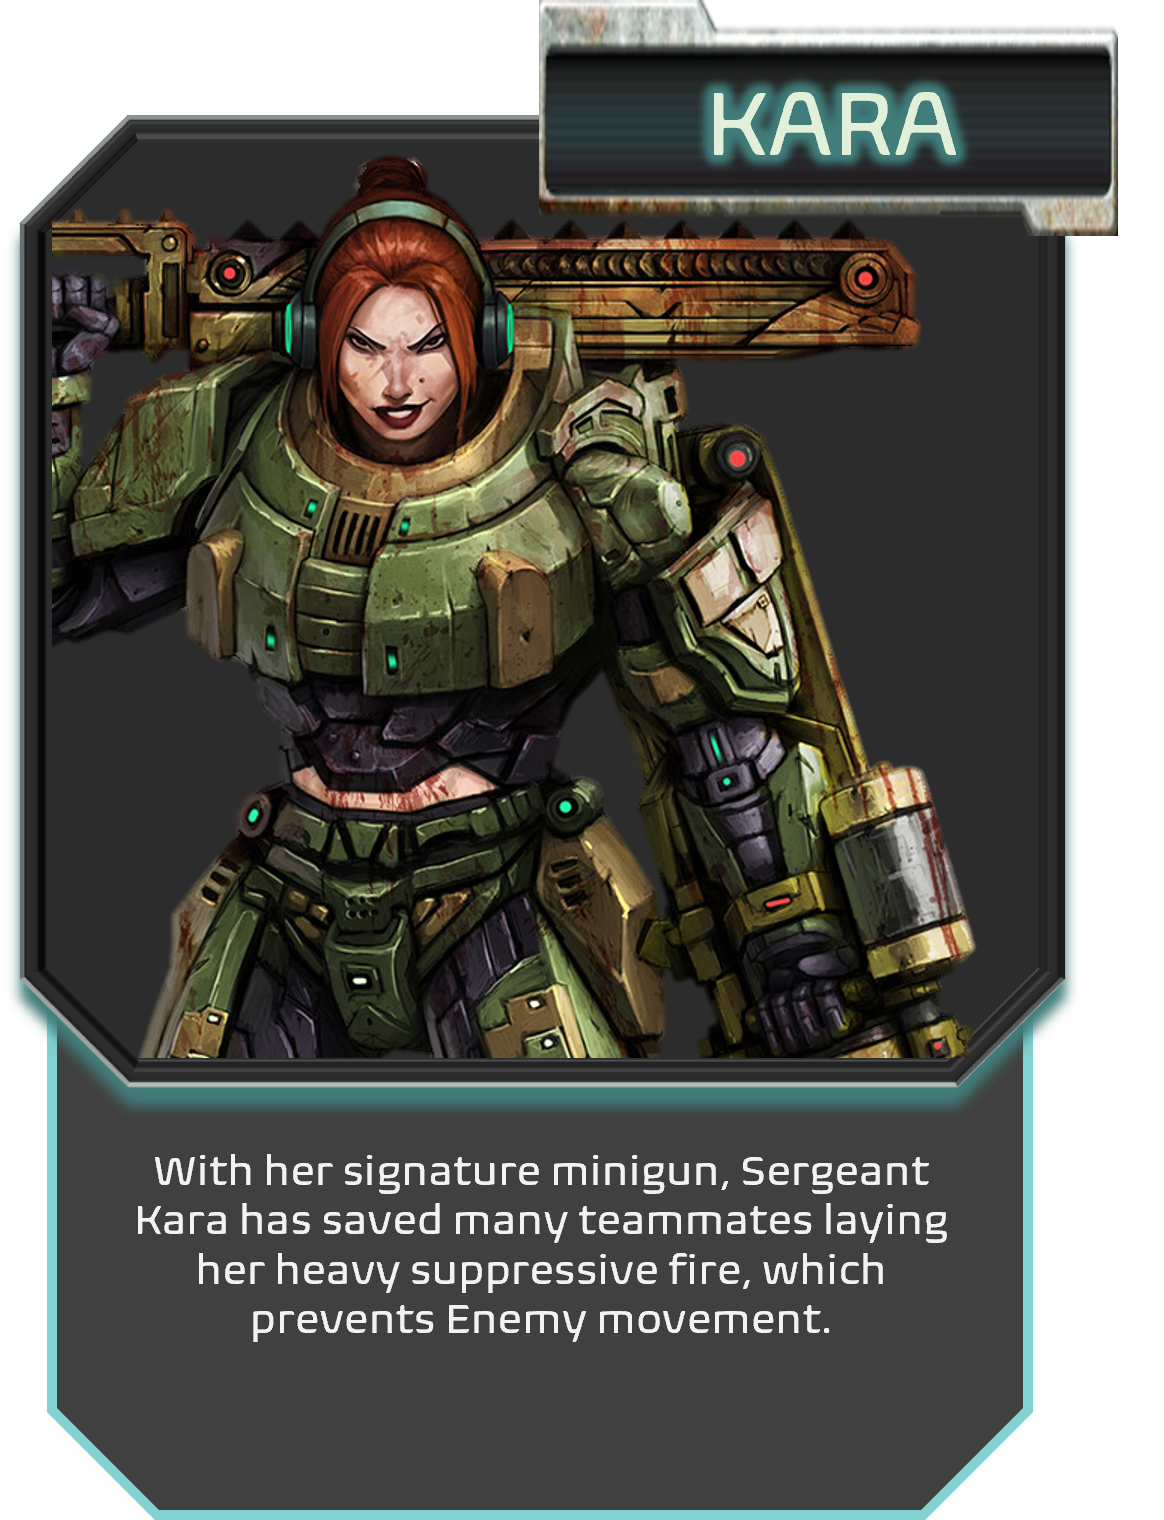 KARA
With her signature minigun, Sergeant
Kara has saved many teammates laying
her heavy suppressive fire, which
prevents Enemy movement.